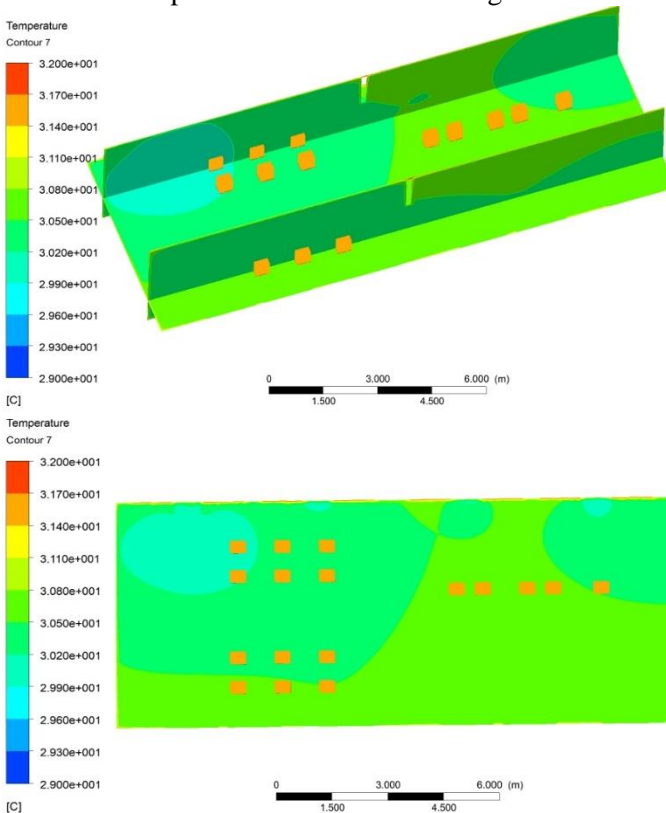 Temperature
Contour 7
3.200e+001
3.170e+001
3.140e+001
3.110e+001
3.080e+001
3.050e+001
3.020e+001
2.990e+001
2.960e+001
2.930e+001
2.900e+001
[C]
0 3.000 6.000 (m)
1.500 4.500
Temperature
Contour 7
3.200e+001
3.170e+001
3.140e+001
3.110e+001
3.080e+001
3.050e+001
3.020e+001
2.990e+001
2.960e+001
2.930e+001
2.900e+001
[C]
0 3.000 6.000 (m)
1.500 4.500